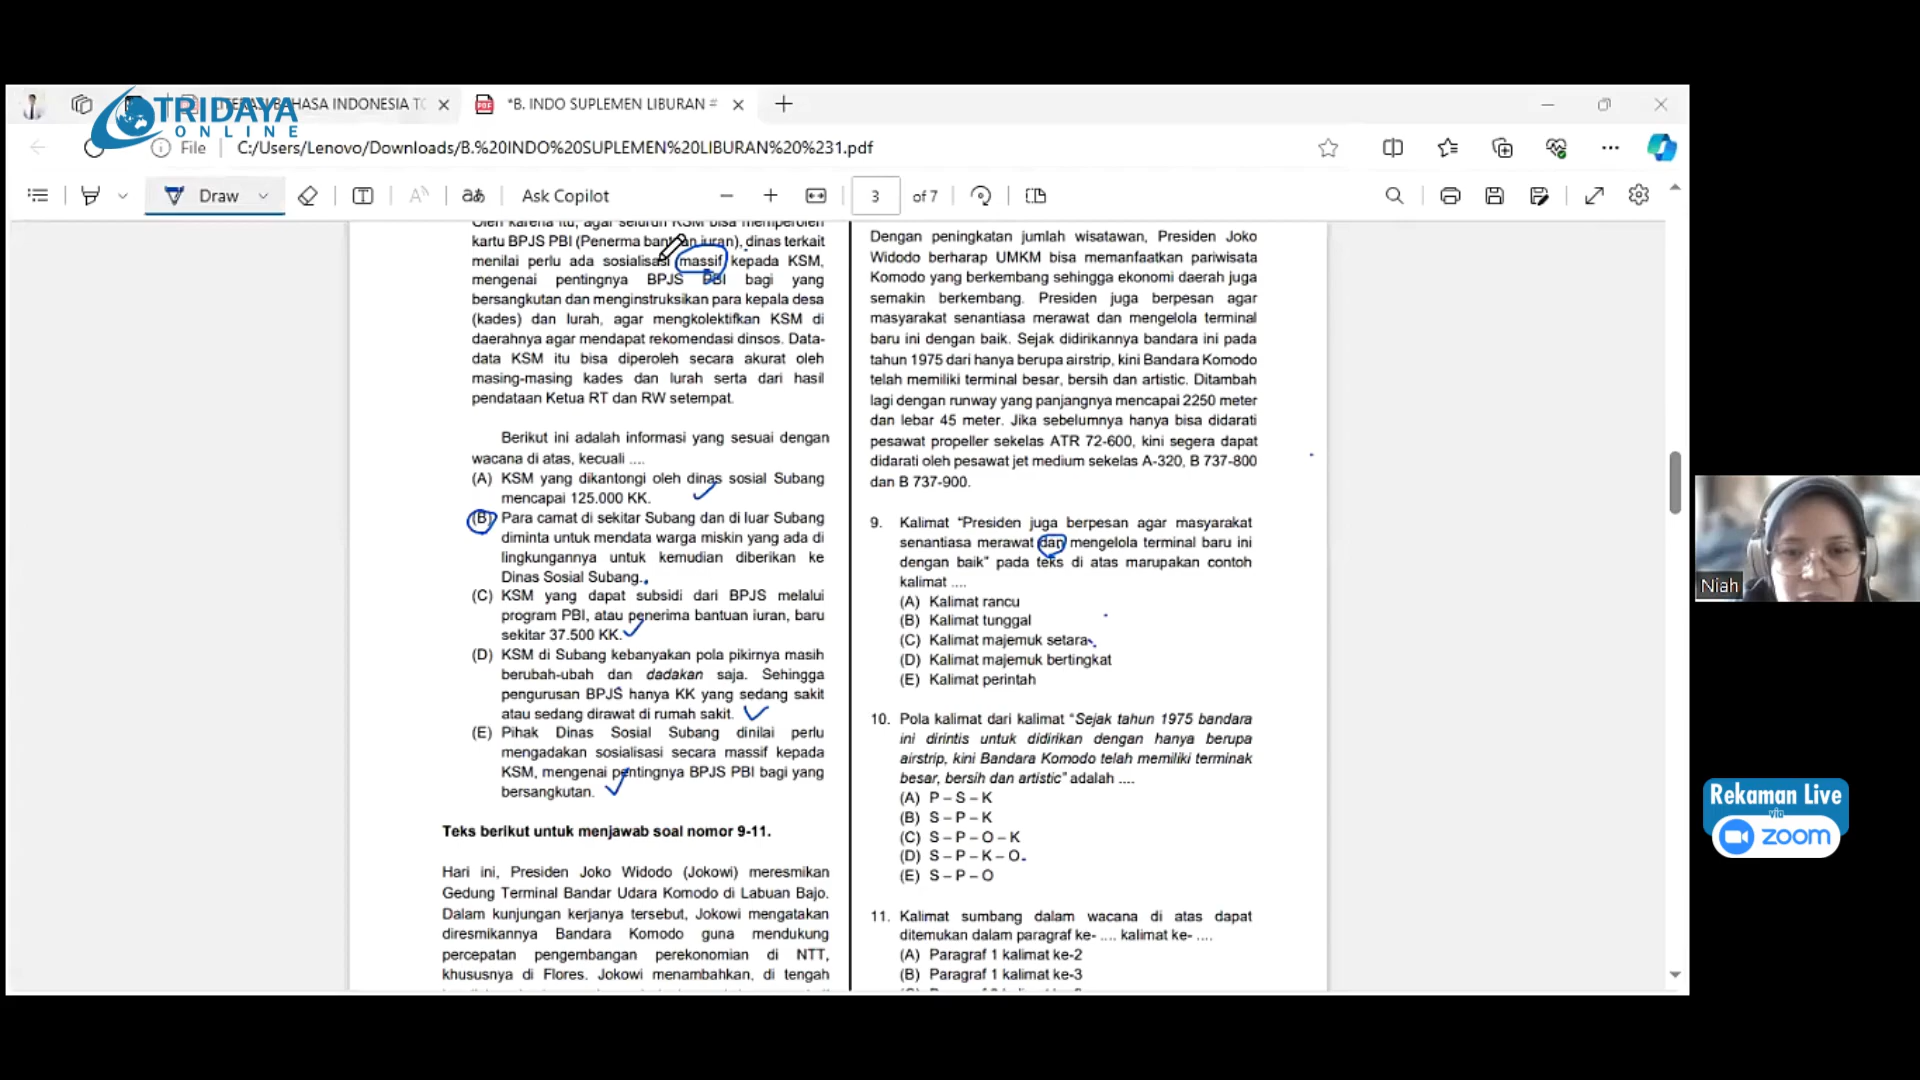 TRIDAYA
ONLINE
BAHASA INDONESIA
*B. INDO SUPLEMEN LIBURAN #
File
C:/Users/Lenovo/Downloads/B.%20INDO%20SUPLEMEN%20LIBURAN%20%231.pdf
Draw
Ask Copilot
3
of 7
Oleh karena itu, agar seluruh KSM bisa memperoleh
kartu BPJS PBI (Penerma bantuan iuran), dinas terkait
menilai perlu ada sosialisasi massif kepada KSM,
mengenai pentingnya BPJS PBI bagi yang
bersangkutan dan menginstruksikan para kepala desa
(kades) dan lurah, agar mengkolektifkan KSM di
daerahnya agar mendapat rekomendasi dinsos. Data-
data KSM itu bisa diperoleh secara akurat oleh
masing-masing kades dan lurah serta dari hasil
pendataan Ketua RT dan RW setempat.
Berikut ini adalah informasi yang sesuai dengan
wacana di atas, kecuali ....
(A) KSM yang dikantongi oleh dinas sosial Subang
mencapai 125.000 KK.
(B) Para camat di sekitar Subang dan di luar Subang
diminta untuk mendata warga miskin yang ada di
lingkungannya untuk kemudian diberikan ke
Dinas Sosial Subang.
(C) KSM yang dapat subsidi dari BPJS melalui
program PBI, atau penerima bantuan iuran, baru
sekitar 37.500 KK.
(D) KSM di Subang kebanyakan pola pikirnya masih
berubah-ubah dan dadakan saja. Sehingga
pengurusan BPJS hanya KK yang sedang sakit
atau sedang dirawat di rumah sakit.
(E) Pihak Dinas Sosial Subang dinilai perlu
mengadakan sosialisasi secara massif kepada
KSM, mengenai pentingnya BPJS PBI bagi yang
bersangkutan.
Teks berikut untuk menjawab soal nomor 9-11.
Hari ini, Presiden Joko Widodo (Jokowi) meresmikan
Gedung Terminal Bandar Udara Komodo di Labuan Bajo.
Dalam kunjungan kerjanya tersebut, Jokowi mengatakan
diresmikannya Bandara Komodo guna mendukung
percepatan pengembangan perekonomian di NTT,
khususnya di Flores. Jokowi menambahkan, di tengah
Dengan peningkatan jumlah wisatawan, Presiden Joko
Widodo berharap UMKM bisa memanfaatkan pariwisata
Komodo yang berkembang sehingga ekonomi daerah juga
semakin berkembang. Presiden juga berpesan agar
masyarakat senantiasa merawat dan mengelola terminal
baru ini dengan baik. Sejak didirikannya bandara ini pada
tahun 1975 dari hanya berupa airstrip, kini Bandara Komodo
telah memiliki terminal besar, bersih dan artistic. Ditambah
lagi dengan runway yang panjangnya mencapai 2250 meter
dan lebar 45 meter. Jika sebelumnya hanya bisa didarati
pesawat propeller sekelas ATR 72-600, kini segera dapat
didarati oleh pesawat jet medium sekelas A-320, B 737-800
dan B 737-900.
9. Kalimat “Presiden juga berpesan agar masyarakat
senantiasa merawat dan mengelola terminal baru ini
dengan baik” pada teks di atas marupakan contoh
kalimat ....
(A) Kalimat rancu
(B) Kalimat tunggal
(C) Kalimat majemuk setara
(D) Kalimat majemuk bertingkat
(E) Kalimat perintah
10. Pola kalimat dari kalimat “Sejak tahun 1975 bandara
ini dirintis untuk didirikan dengan hanya berupa
airstrip, kini Bandara Komodo telah memiliki terminak
besar, bersih dan artistic” adalah ....
(A) P – S – K
(B) S – P – K
(C) S – P – O – K
(D) S – P – K – O
(E) S – P – O
11. Kalimat sumbang dalam wacana di atas dapat
ditemukan dalam paragraf ke- .... kalimat ke- ....
(A) Paragraf 1 kalimat ke-2
(B) Paragraf 1 kalimat ke-3
Niah
Rekaman Live
via
zoom